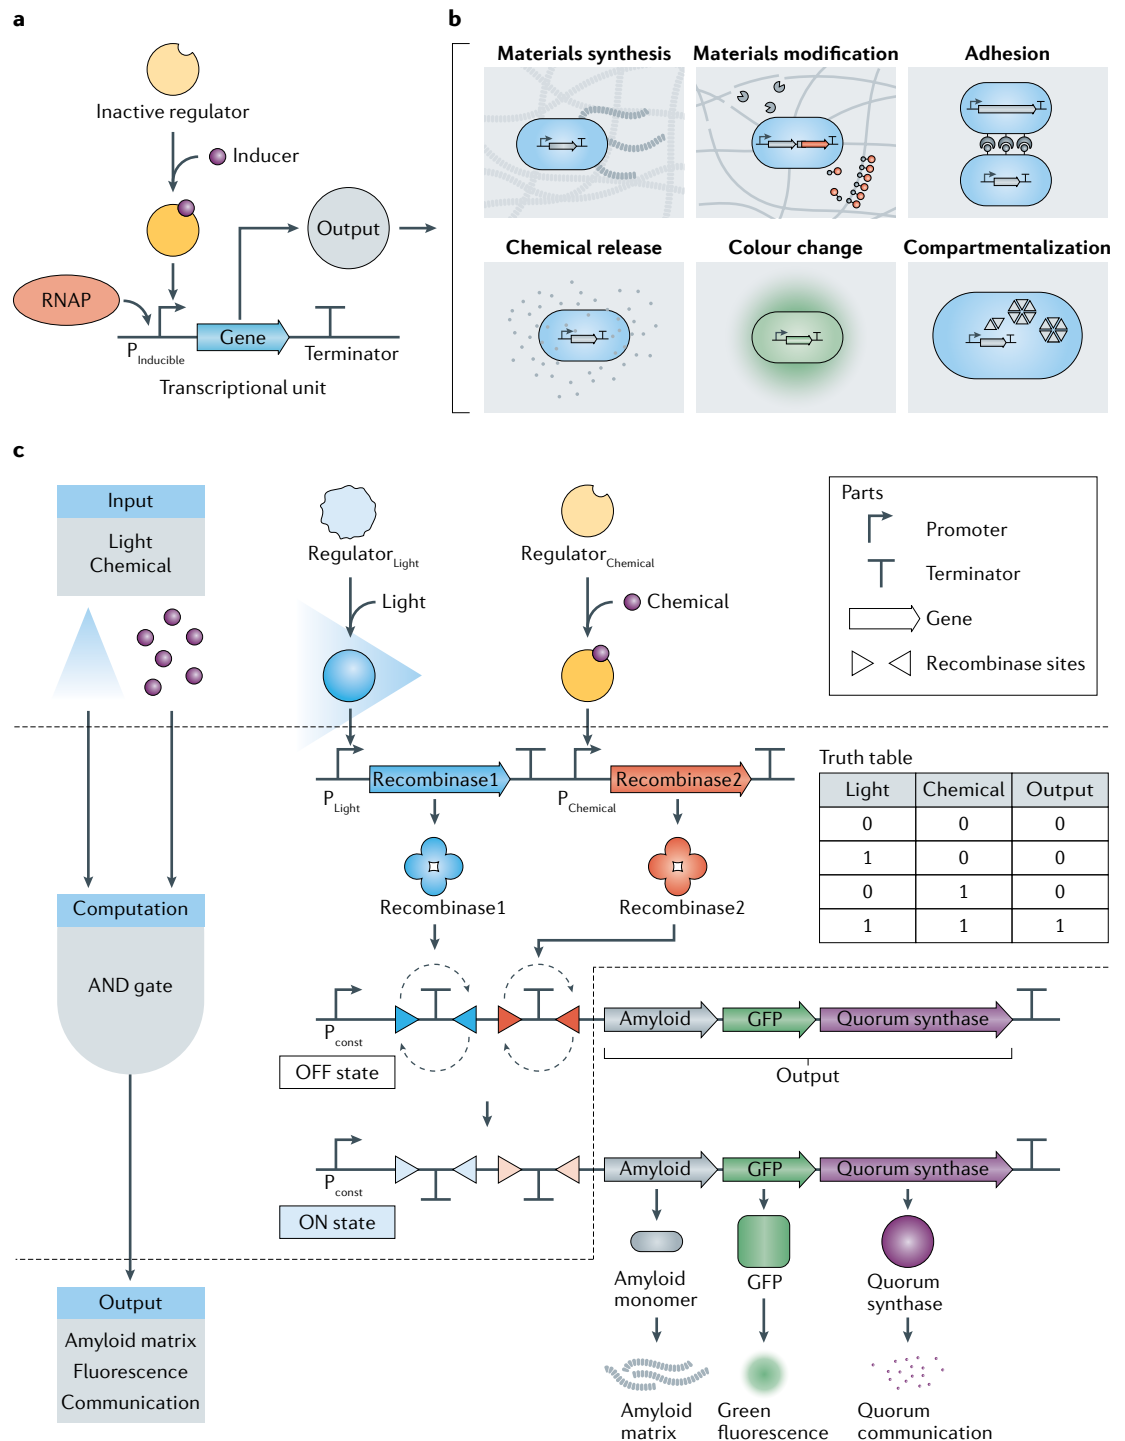 a
Inactive regulator
Inducer
Output
RNAP
Gene
P Inducible
Terminator
Transcriptional unit
b
Materials synthesis
Materials modification
Adhesion
Chemical release
Colour change
Compartmentalization
c
Input
Light
Chemical
Regulator Light
Light
Regulator Chemical
Chemical
Parts
Promoter
Terminator
Gene
Recombinase sites
Recombinase1
Recombinase2
P Light
P Chemical
Recombinase1
Recombinase2
Truth table
Light Chemical Output
0 0 0
1 0 0
0 1 0
1 1 1
Computation
AND gate
P const
Amyloid
GFP
Quorum synthase
OFF state
Output
P const
Amyloid
GFP
Quorum synthase
ON state
Amyloid
monomer
GFP
Quorum
synthase
Output
Amyloid matrix
Fluorescence
Communication
Amyloid
matrix
Green
fluorescence
Quorum
communication